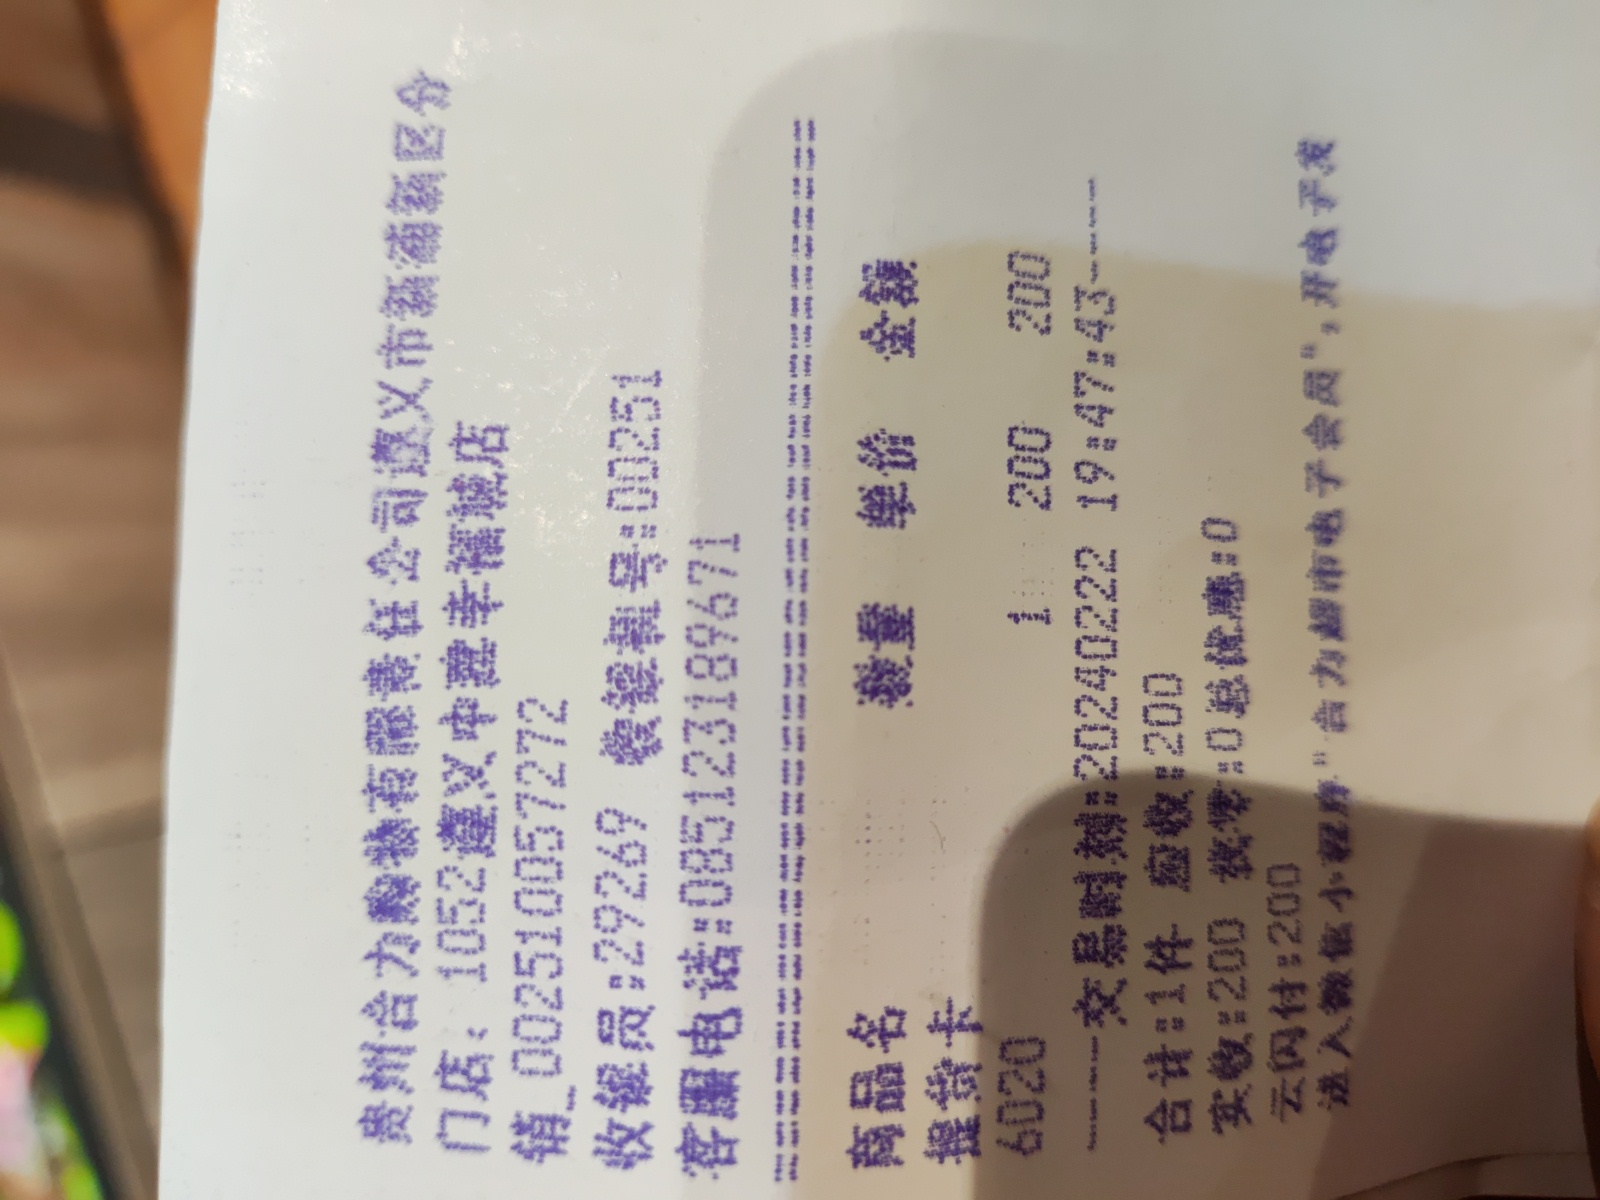 贵州合力购物有限责任公司遵义市新浦新区分
门店: 1052遵义中建幸福城店
销_002510057272
收银员:29269 收银机号:00251
客服电话:085123189671
================================
商品名 数量 单价 金额
提货卡
6020 1 200 200
------交易时刻:20240222 19:47:43------
合计:1件 应收:200
实收:200 找零:0总优惠:0
云闪付:200
进入微信小程序"合力超市电子会员",开电子发